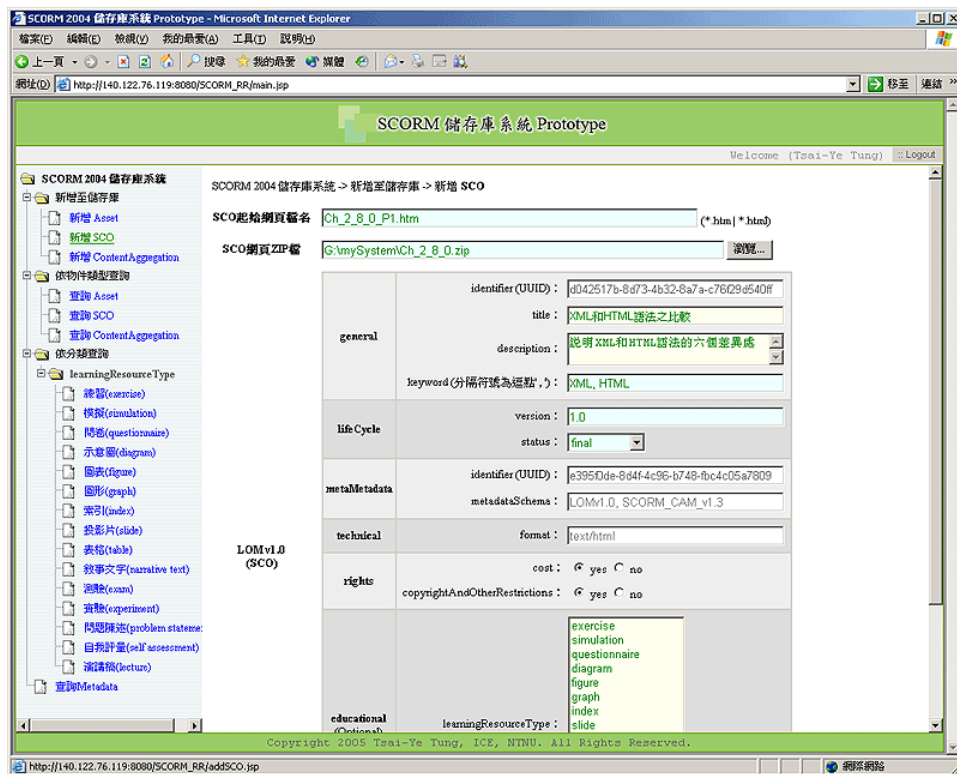 SCORM 2004 儲存庫系統 Prototype - Microsoft Internet Explorer
檔案(F) 編輯(E) 檢視(V) 我的最愛(A) 工具(T) 說明(H)
上一頁 搜尋 我的最愛 媒體
網址(D) http://140.122.76.119:8080/SCORM_RR/main.jsp 移至 連結 »
SCORM 儲存庫系統 Prototype
Welcome (Tsai-Ye Tung) :: Logout
SCORM 2004 儲存庫系統
新增至儲存庫
新增 Asset
新增 SCO
新增 ContentAggregation
依物件類型查詢
查詢 Asset
查詢 SCO
查詢 ContentAggregation
依分類查詢
learningResourceType
練習(exercise)
模擬(simulation)
問卷(questionnaire)
示意圖(diagram)
圖表(figure)
圖形(graph)
索引(index)
投影片(slide)
表格(table)
敘事文字(narrative text)
測驗(exam)
實驗(experiment)
問題陳述(problem stateme
自我評量(self assessment)
演講稿(lecture)
查詢Metadata
SCORM 2004 儲存庫系統 -> 新增至儲存庫 -> 新增 SCO
SCO起始網頁檔名 Ch_2_8_0_P1.htm (*.htm | *.html)
SCO網頁ZIP檔 G:\mySystem\Ch_2_8_0.zip 瀏覽...
LOMv1.0
(SCO)
general
identifier (UUID)： d042517b-8d73-4b32-8a7a-c76f29d540ff
title： XML和HTML語法之比較
description： 說明XML和HTML語法的六個差異處
keyword (分隔符號為逗點',')： XML, HTML
lifeCycle
version： 1.0
status： final
metaMetadata
identifier (UUID)： e395f0de-8d4f-4c96-b748-fbc4c05a7809
metadataSchema： LOMv1.0, SCORM_CAM_v1.3
technical
format： text/html
rights
cost： yes no
copyrightAndOtherRestrictions： yes no
educational
(Optional)
learningResourceType：
exercise
simulation
questionnaire
diagram
figure
graph
index
slide
Copyright 2005 Tsai-Ye Tung, ICE, NTNU. All Rights Reserved.
http://140.122.76.119:8080/SCORM_RR/addSCO.jsp 網際網路